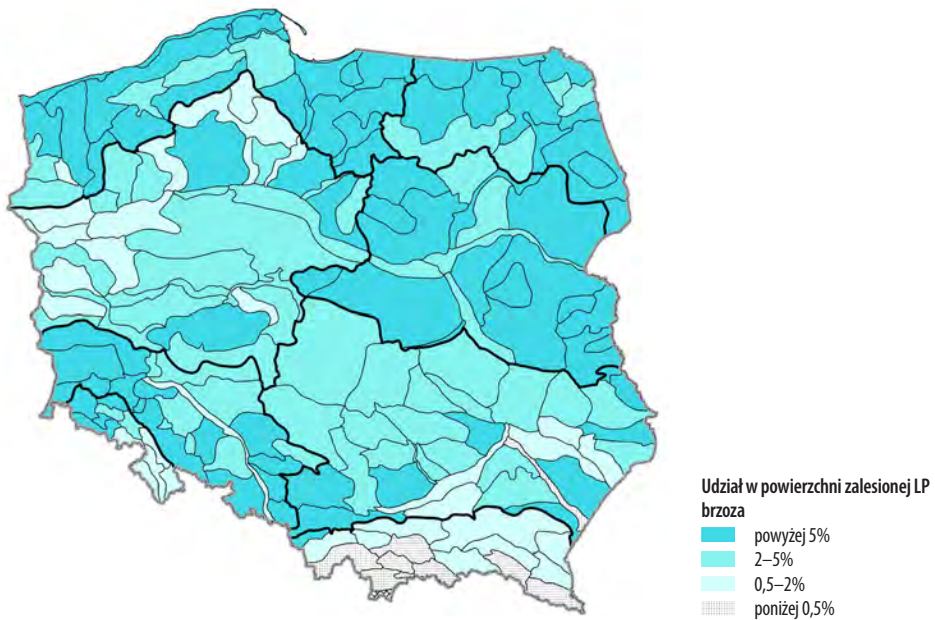 Udział w powierzchni zalesionej LP
brzoza
powyżej 5%
2–5%
0,5–2%
poniżej 0,5%